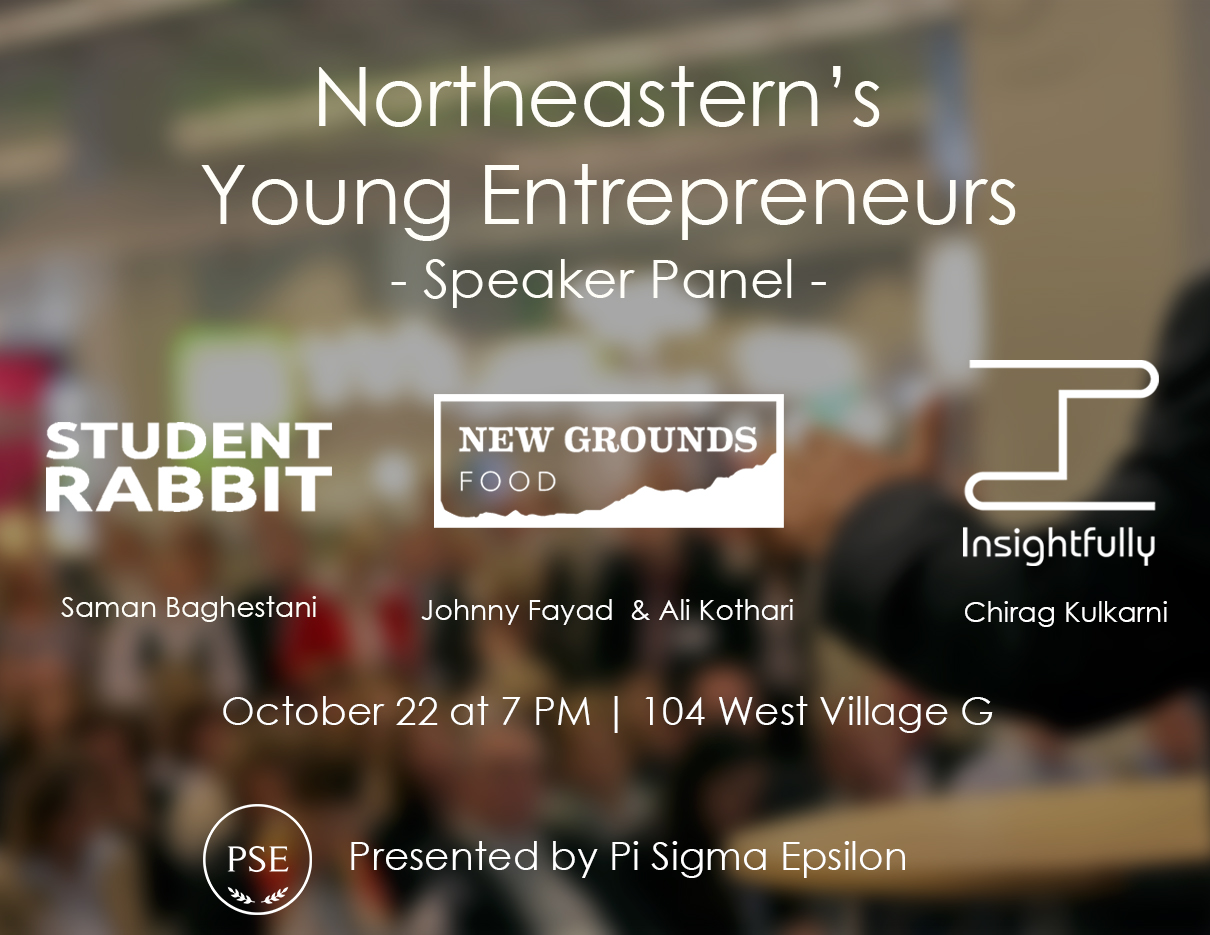 Northeastern’s
Young Entrepreneurs
- Speaker Panel -
STUDENT
RABBIT
NEW GROUNDS
FOOD
Insightfully
Saman Baghestani
Johnny Fayad & Ali Kothari
Chirag Kulkarni
October 22 at 7 PM | 104 West Village G
PSE
Presented by Pi Sigma Epsilon